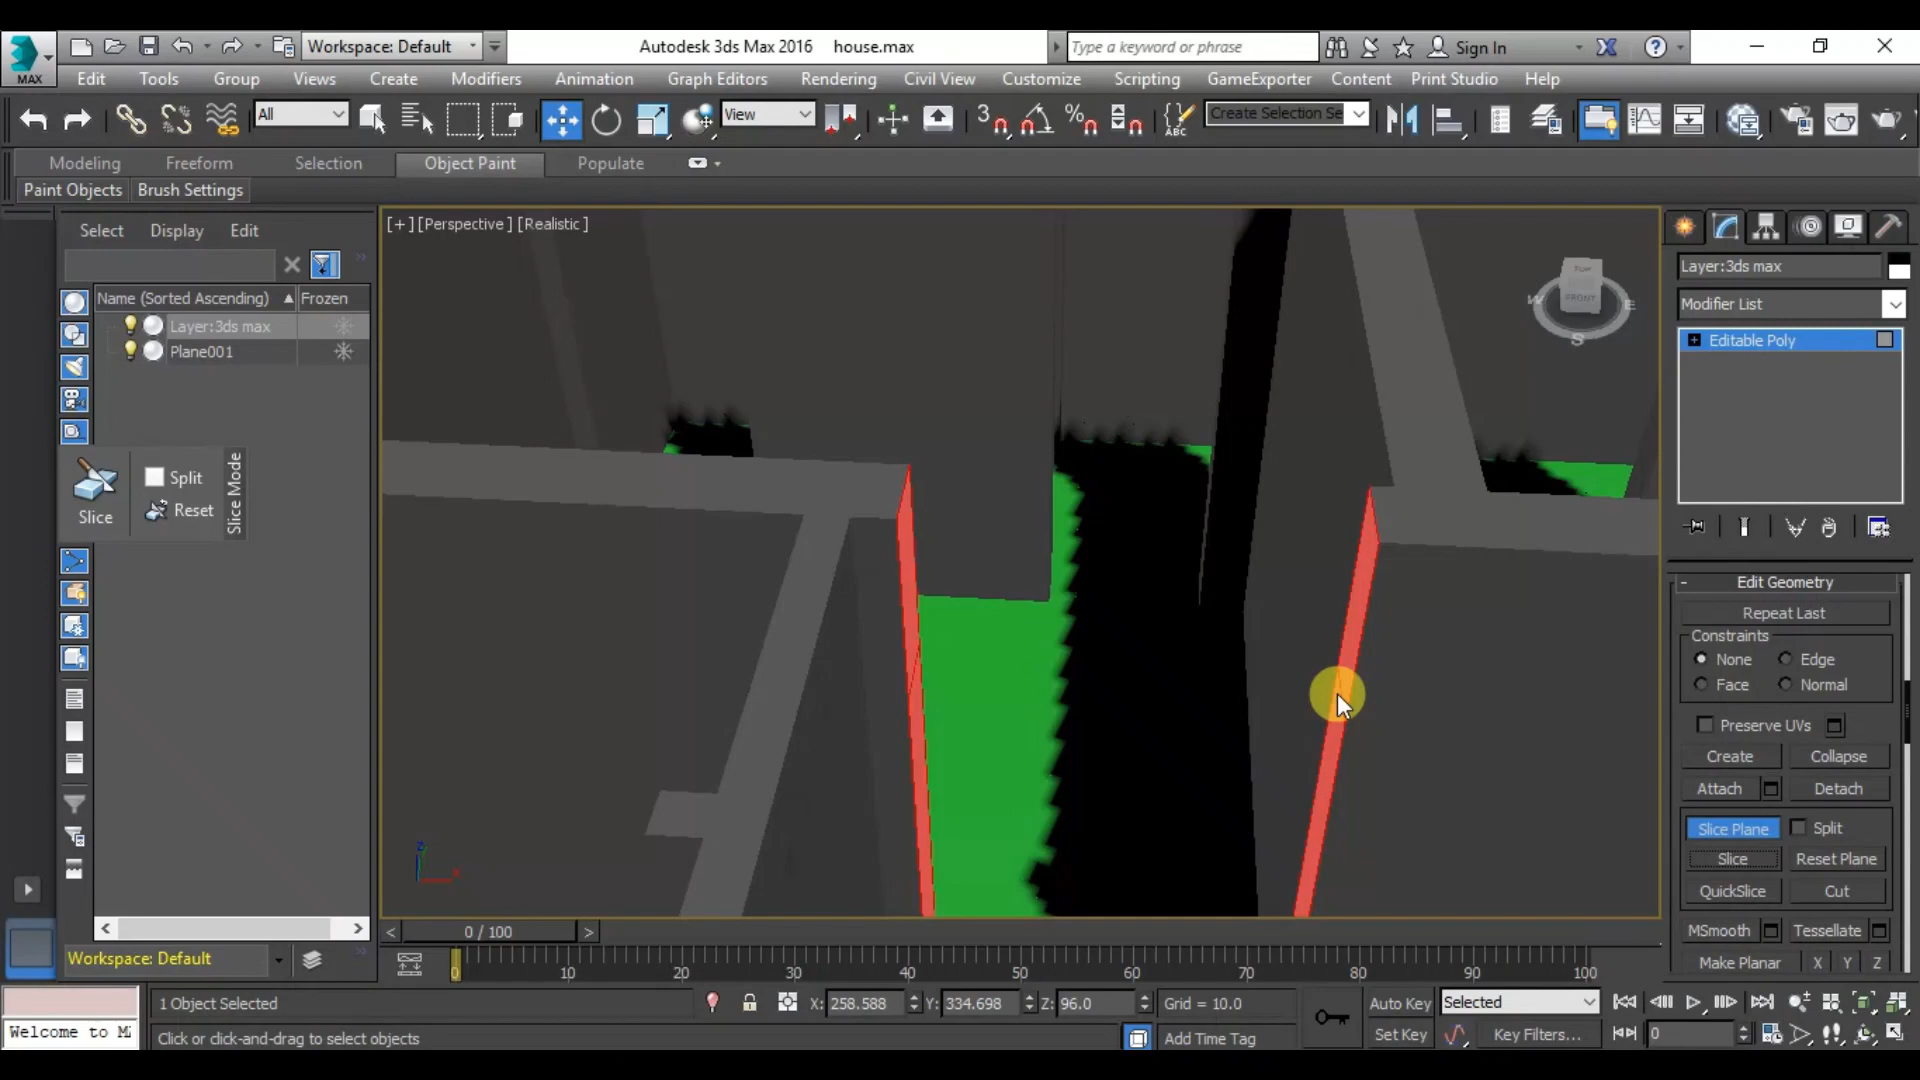 MAX
Workspace: Default
Autodesk 3ds Max 2016 house.max
Type a keyword or phrase
Sign In
Edit Tools Group Views Create Modifiers Animation Graph Editors Rendering Civil View Customize Scripting GameExporter Content Print Studio Help
All
View
3
%
ABC
Create Selection Se
Modeling Freeform Selection Object Paint Populate
Paint Objects Brush Settings
Select Display Edit
Name (Sorted Ascending) Frozen
Layer:3ds max
Plane001
Slice
Split
Reset
Slice Mode
[+][Perspective][Realistic]
TOP
FRONT
W E
S
Layer:3ds max
Modifier List
Editable Poly
- Edit Geometry
Repeat Last
Constraints
None Edge
Face Normal
Preserve UVs
Create Collapse
Attach Detach
Slice Plane Split
Slice Reset Plane
QuickSlice Cut
MSmooth Tessellate
Make Planar X Y Z
z
x
< 0 / 100 >
Workspace: Default
0 10 20 30 40 50 60 70 80 90 100
1 Object Selected
X: 258.588 Y: 334.698 Z: 96.0 Grid = 10.0
Auto Key Selected
Welcome to M
Click or click-and-drag to select objects
Add Time Tag
Set Key Key Filters...
0